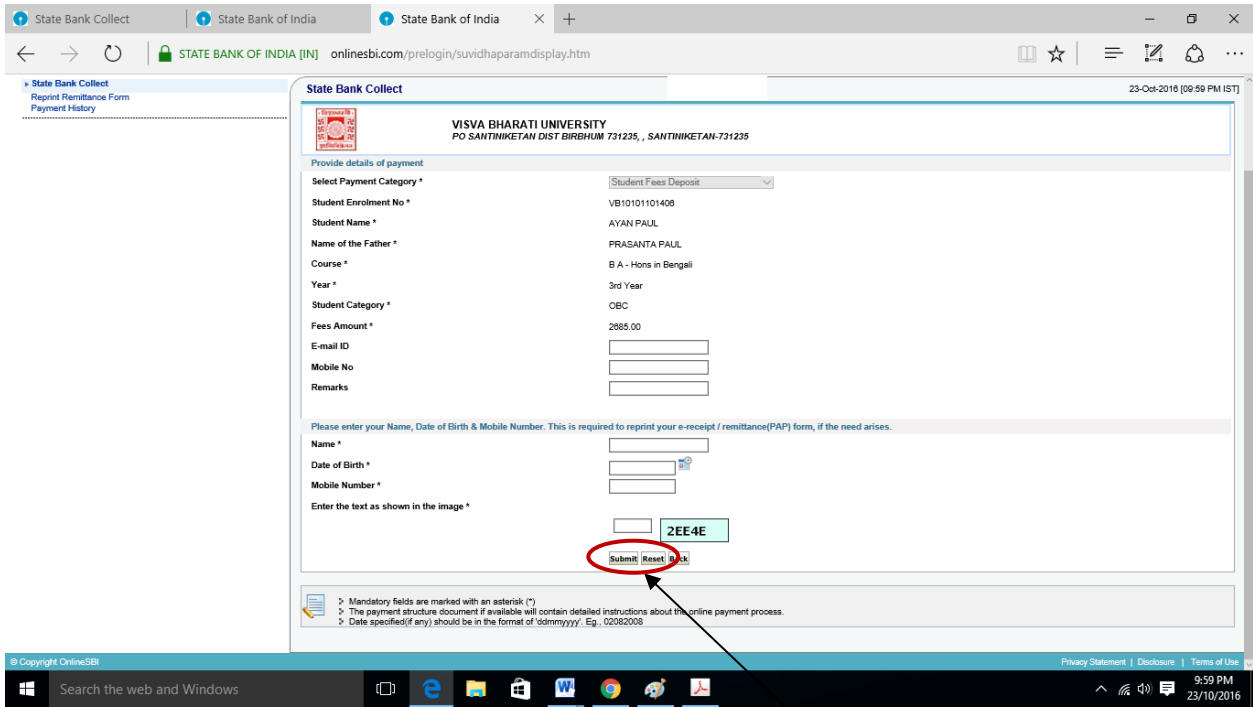 State Bank Collect
State Bank of India
State Bank of India
STATE BANK OF INDIA [IN] onlinesbi.com/prelogin/suvidhaparamdisplay.htm
State Bank Collect
Reprint Remittance Form
Payment History
State Bank Collect
23-Oct-2016 [09:59 PM IST]
VISVA BHARATI UNIVERSITY
PO SANTINIKETAN DIST BIRBHUM 731235, , SANTINIKETAN-731235
Provide details of payment
Select Payment Category * Student Fees Deposit
Student Enrolment No * VB10101101406
Student Name * AYAN PAUL
Name of the Father * PRASANTA PAUL
Course * B A - Hons in Bengali
Year * 3rd Year
Student Category * OBC
Fees Amount * 2685.00
E-mail ID
Mobile No
Remarks
Please enter your Name, Date of Birth & Mobile Number. This is required to reprint your e-receipt / remittance(PAP) form, if the need arises.
Name *
Date of Birth *
Mobile Number *
Enter the text as shown in the image *
2EE4E
Submit Reset Back
Mandatory fields are marked with an asterisk (*)
The payment structure document if available will contain detailed instructions about the online payment process.
Date specified(if any) should be in the format of 'ddmmyyyy'. Eg., 02082008
© Copyright OnlineSBI
Privacy Statement | Disclosure | Terms of Use
Search the web and Windows
9:59 PM
23/10/2016